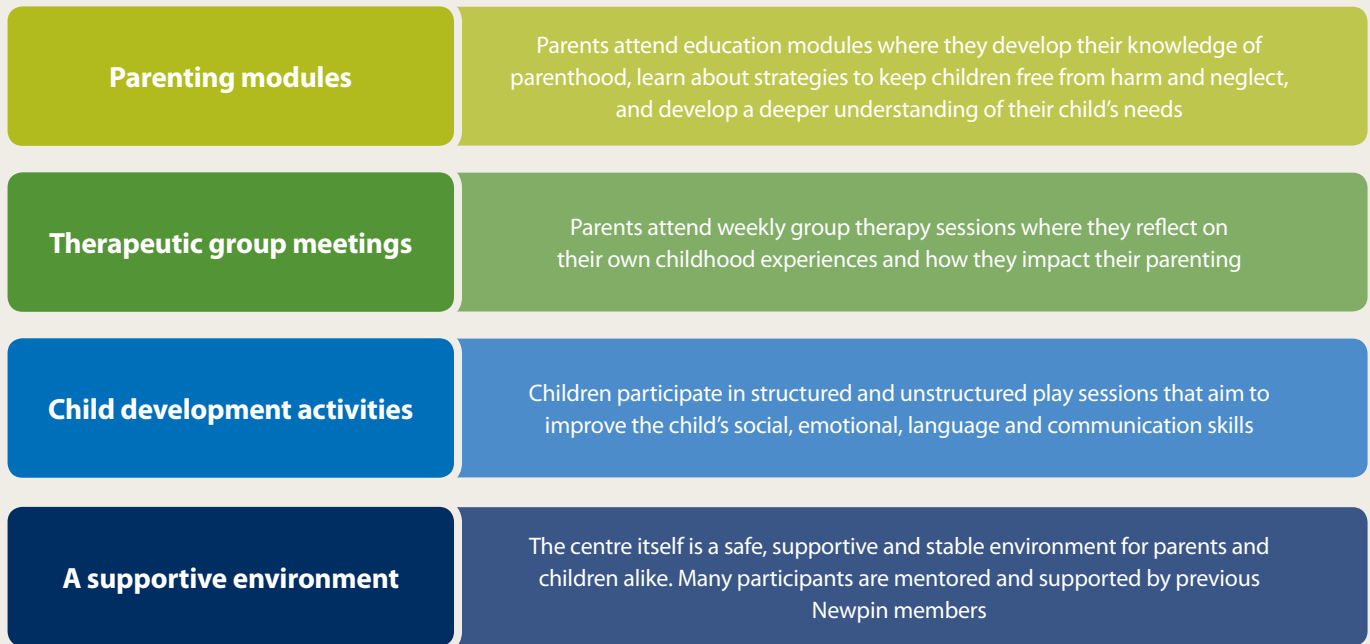 Parenting modules
Parents attend education modules where they develop their knowledge of
parenthood, learn about strategies to keep children free from harm and neglect,
and develop a deeper understanding of their child’s needs
Therapeutic group meetings
Parents attend weekly group therapy sessions where they reflect on
their own childhood experiences and how they impact their parenting
Child development activities
Children participate in structured and unstructured play sessions that aim to
improve the child’s social, emotional, language and communication skills
A supportive environment
The centre itself is a safe, supportive and stable environment for parents and
children alike. Many participants are mentored and supported by previous
Newpin members